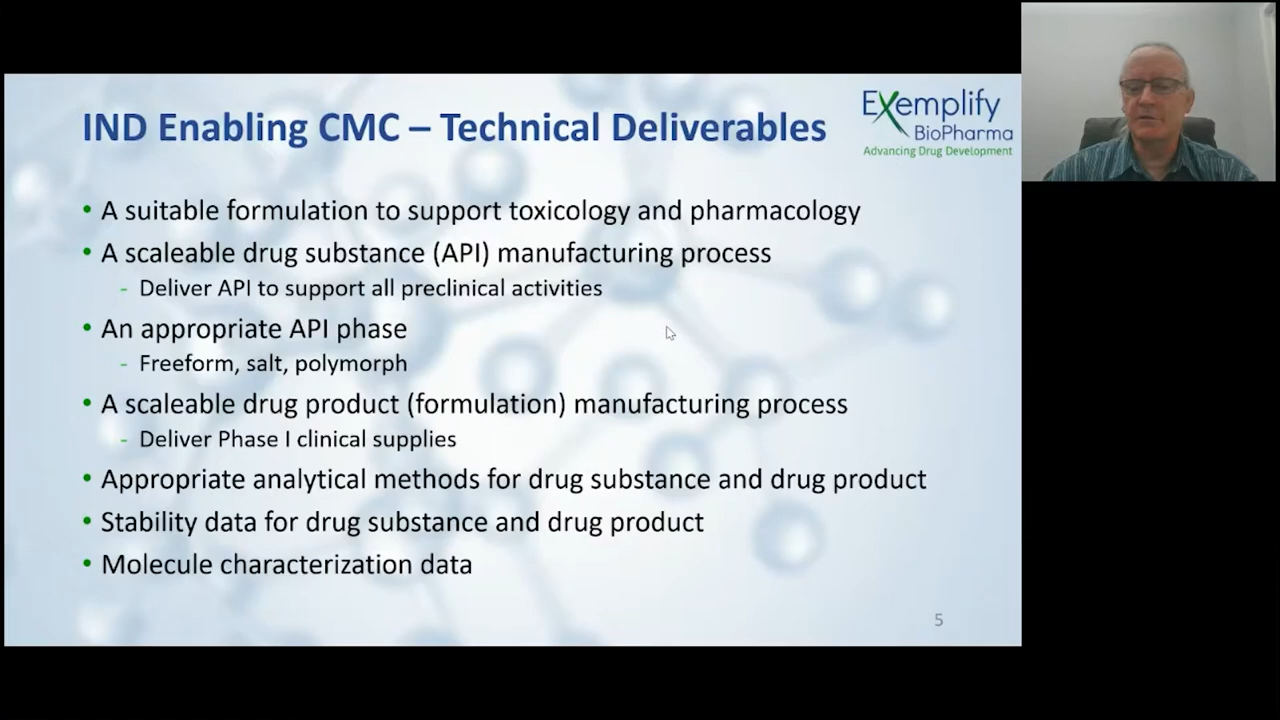 IND Enabling CMC – Technical Deliverables
Exemplify
BioPharma
Advancing Drug Development
• A suitable formulation to support toxicology and pharmacology
• A scaleable drug substance (API) manufacturing process
- Deliver API to support all preclinical activities
• An appropriate API phase
- Freeform, salt, polymorph
• A scaleable drug product (formulation) manufacturing process
- Deliver Phase I clinical supplies
• Appropriate analytical methods for drug substance and drug product
• Stability data for drug substance and drug product
• Molecule characterization data
5